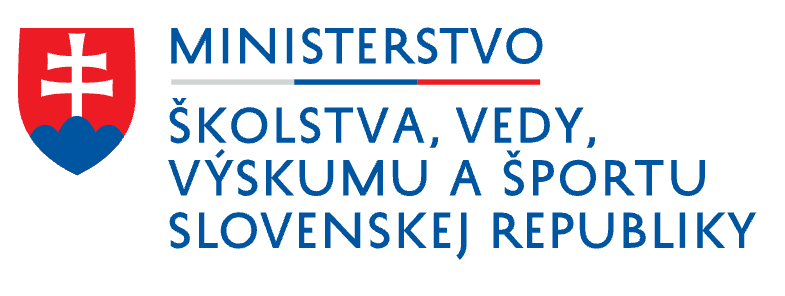 MINISTERSTVO
ŠKOLSTVA, VEDY,
VÝSKUMU A ŠPORTU
SLOVENSKEJ REPUBLIKY